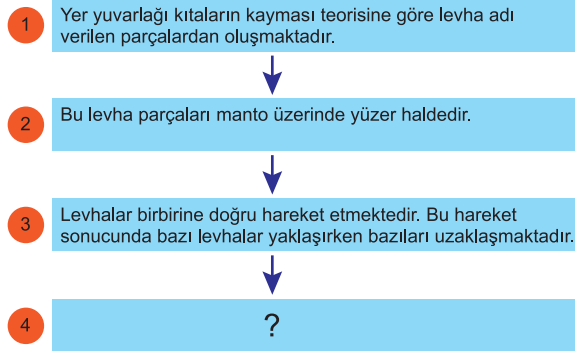 1
Yer yuvarlağı kıtaların kayması teorisine göre levha adı
verilen parçalardan oluşmaktadır.
2
Bu levha parçaları manto üzerinde yüzer haldedir.
3
Levhalar birbirine doğru hareket etmektedir. Bu hareket
sonucunda bazı levhalar yaklaşırken bazıları uzaklaşmaktadır.
4
?